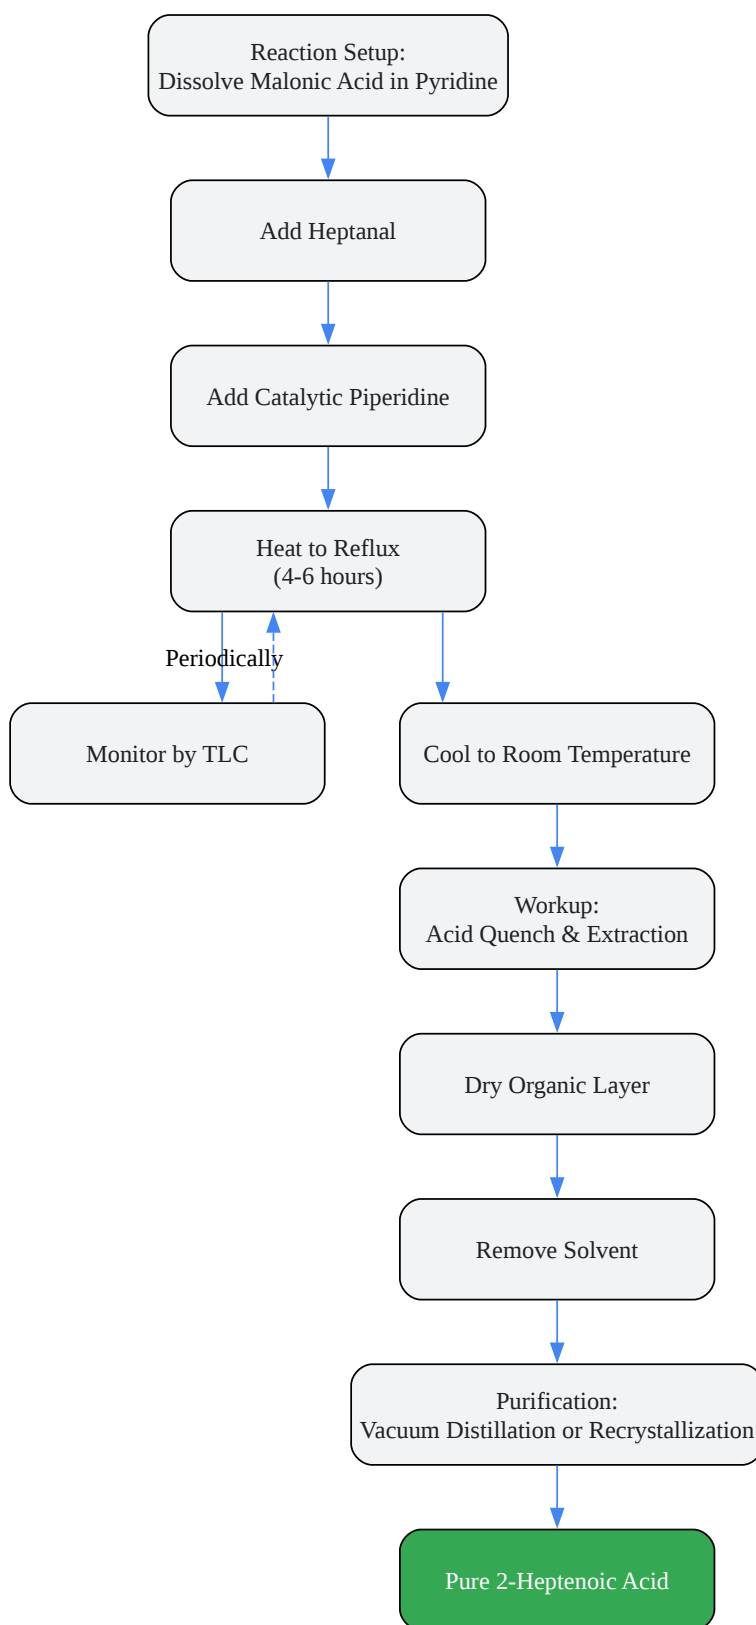 Reaction Setup:
Dissolve Malonic Acid in Pyridine
Add Heptanal
Add Catalytic Piperidine
Heat to Reflux
(4-6 hours)
Periodically
Monitor by TLC
Cool to Room Temperature
Workup:
Acid Quench & Extraction
Dry Organic Layer
Remove Solvent
Purification:
Vacuum Distillation or Recrystallization
Pure 2-Heptenoic Acid